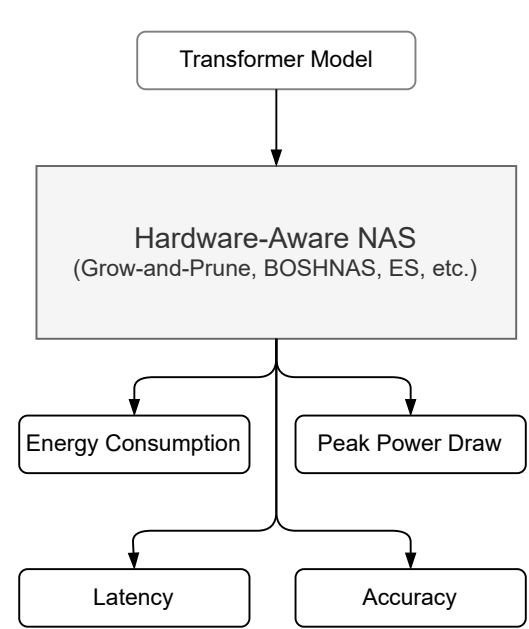 Transformer Model
Hardware-Aware NAS
(Grow-and-Prune, BOSHNAS, ES, etc.)
Energy Consumption
Peak Power Draw
Latency
Accuracy